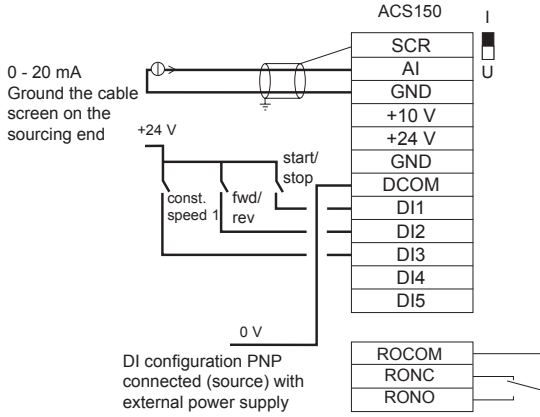 ACS150
I
SCR
AI
U
GND
+10 V
+24 V
GND
DCOM
DI1
DI2
DI3
DI4
DI5
0 - 20 mA
Ground the cable
screen on the
sourcing end
+24 V
start/
stop
const.
speed 1
fwd/
rev
0 V
DI configuration PNP
connected (source) with
external power supply
ROCOM
RONC
RONO